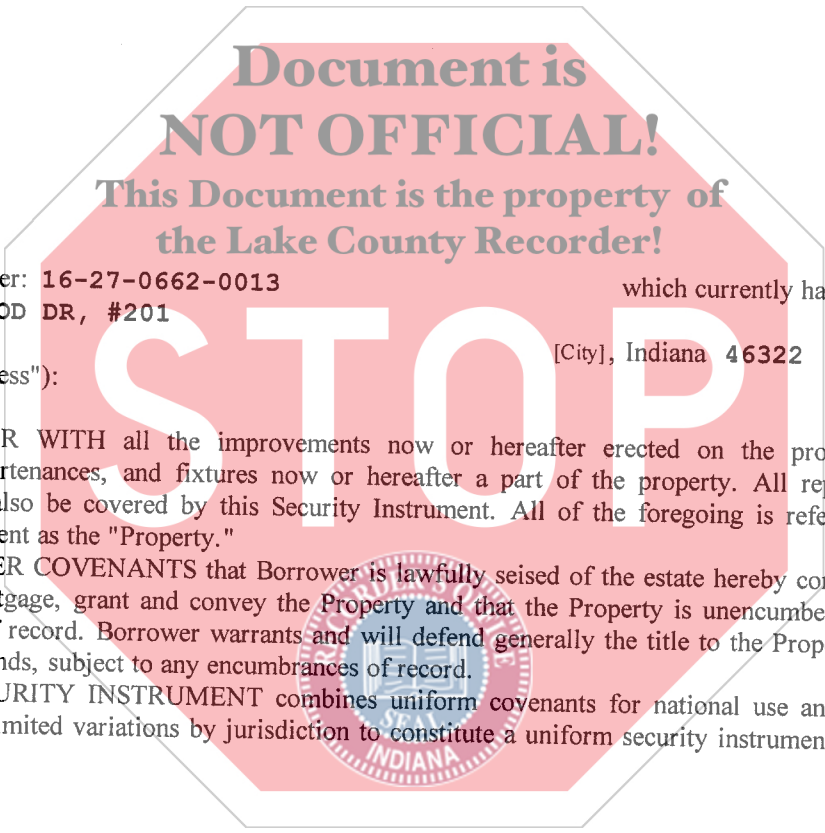 Document is
NOT OFFICIAL!
This Document is the property of
the Lake County Recorder!
er: 16-27-0662-0013
which currently ha
OD DR, #201
STOP
[City], Indiana 46322
ess"):
R WITH all the improvements now or hereafter erected on the pro
rtenances, and fixtures now or hereafter a part of the property. All rep
also be covered by this Security Instrument. All of the foregoing is refe
ent as the "Property."
ER COVENANTS that Borrower is lawfully seised of the estate hereby con
tgage, grant and convey the Property and that the Property is unencumbe
f record. Borrower warrants and will defend generally the title to the Prop
nds, subject to any encumbrances of record.
URITY INSTRUMENT combines uniform covenants for national use an
mited variations by jurisdiction to constitute a uniform security instrumen
SEAL
INDIANA